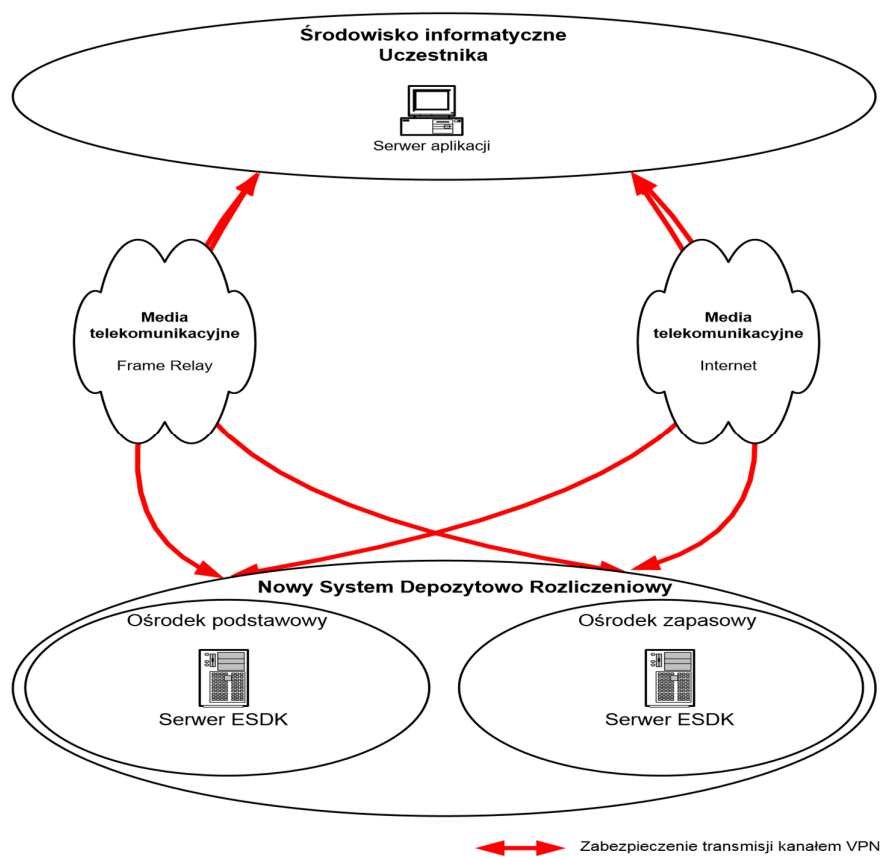 Środowisko informatyczne
Uczestnika
Serwer aplikacji
Media
telekomunikacyjne
Frame Relay
Media
telekomunikacyjne
Internet
Nowy System Depozytowo Rozliczeniowy
Ośrodek podstawowy
Serwer ESDK
Ośrodek zapasowy
Serwer ESDK
Zabezpieczenie transmisji kanałem VPN